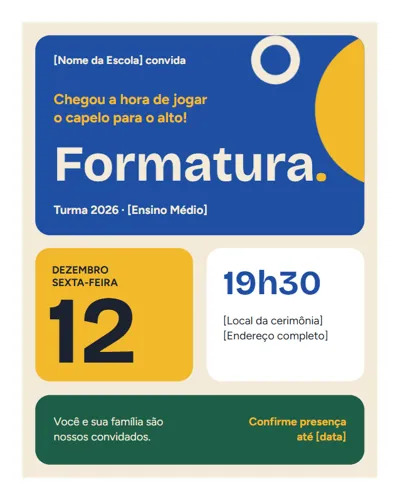 [Nome da Escola] convida
Chegou a hora de jogar
o capelo para o alto!
Formatura.
Turma 2026 · [Ensino Médio]
DEZEMBRO
SEXTA-FEIRA
12
19h30
[Local da cerimônia]
[Endereço completo]
Você e sua família são
nossos convidados.
Confirme presença
até [data]